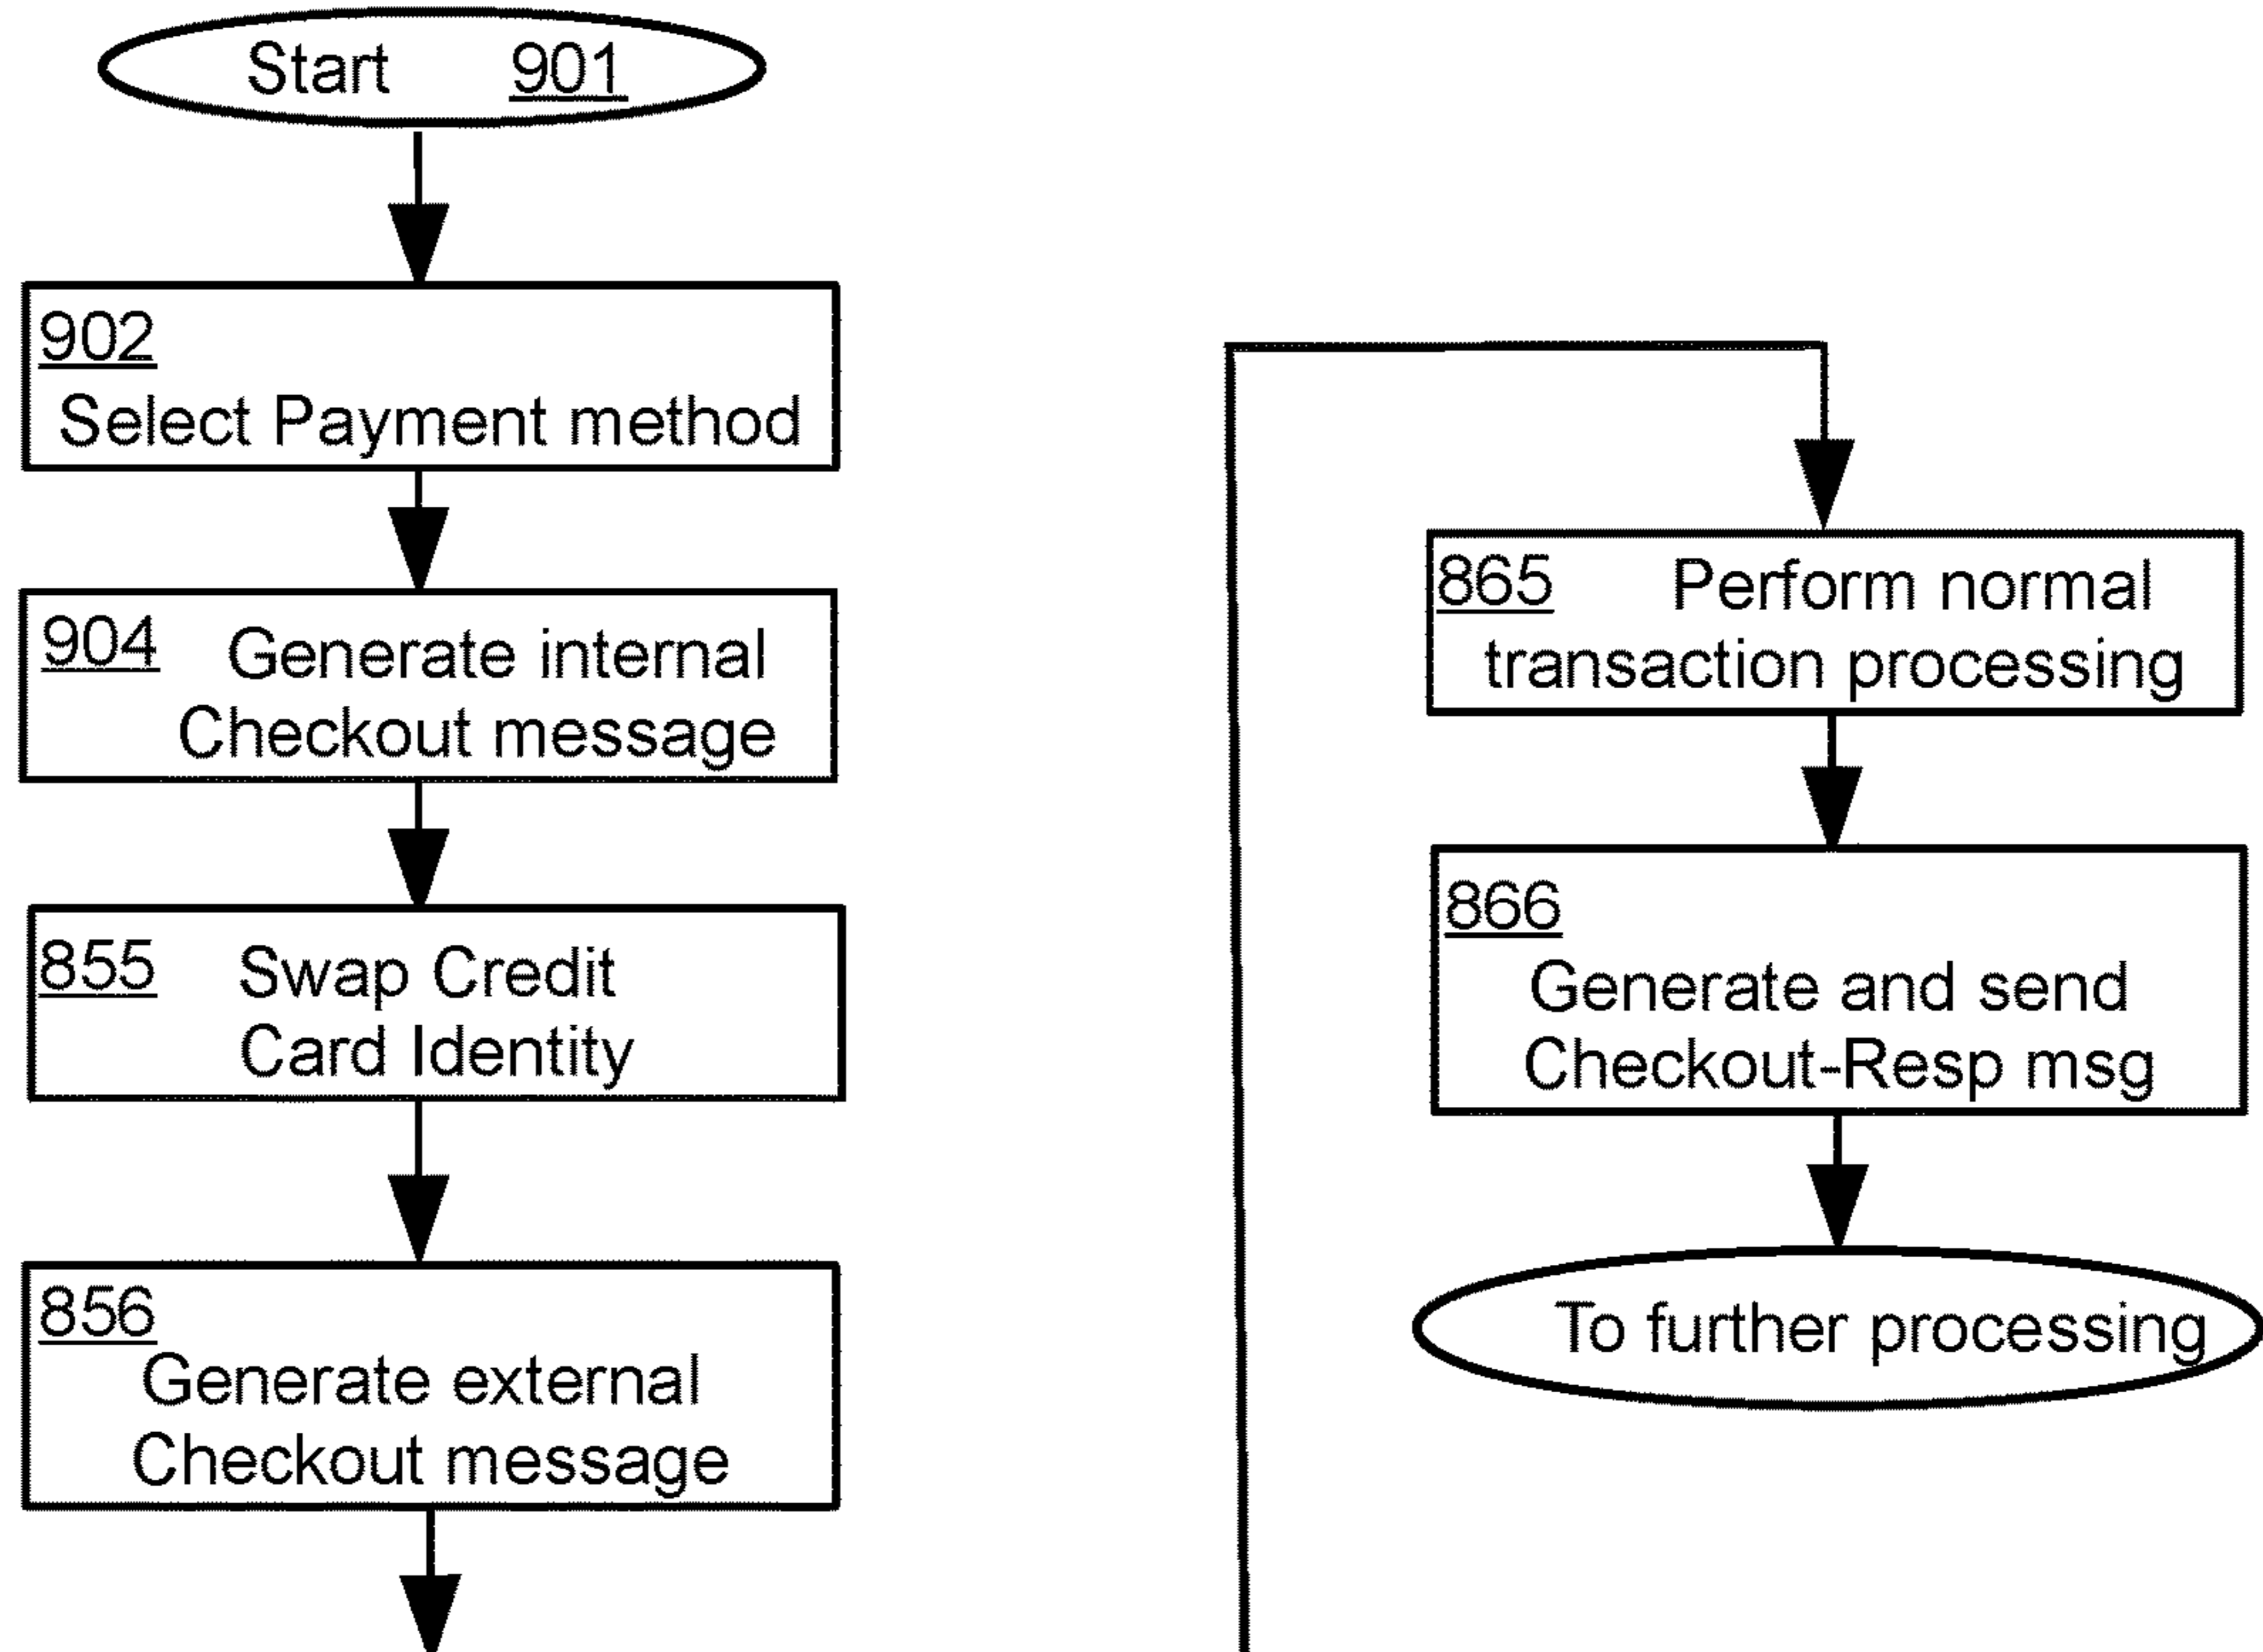 Start 901
902
Select Payment method
904 Generate internal
Checkout message
855 Swap Credit
Card Identity
856
Generate external
Checkout message
865 Perform normal
transaction processing
866
Generate and send
Checkout-Resp msg
To further processing